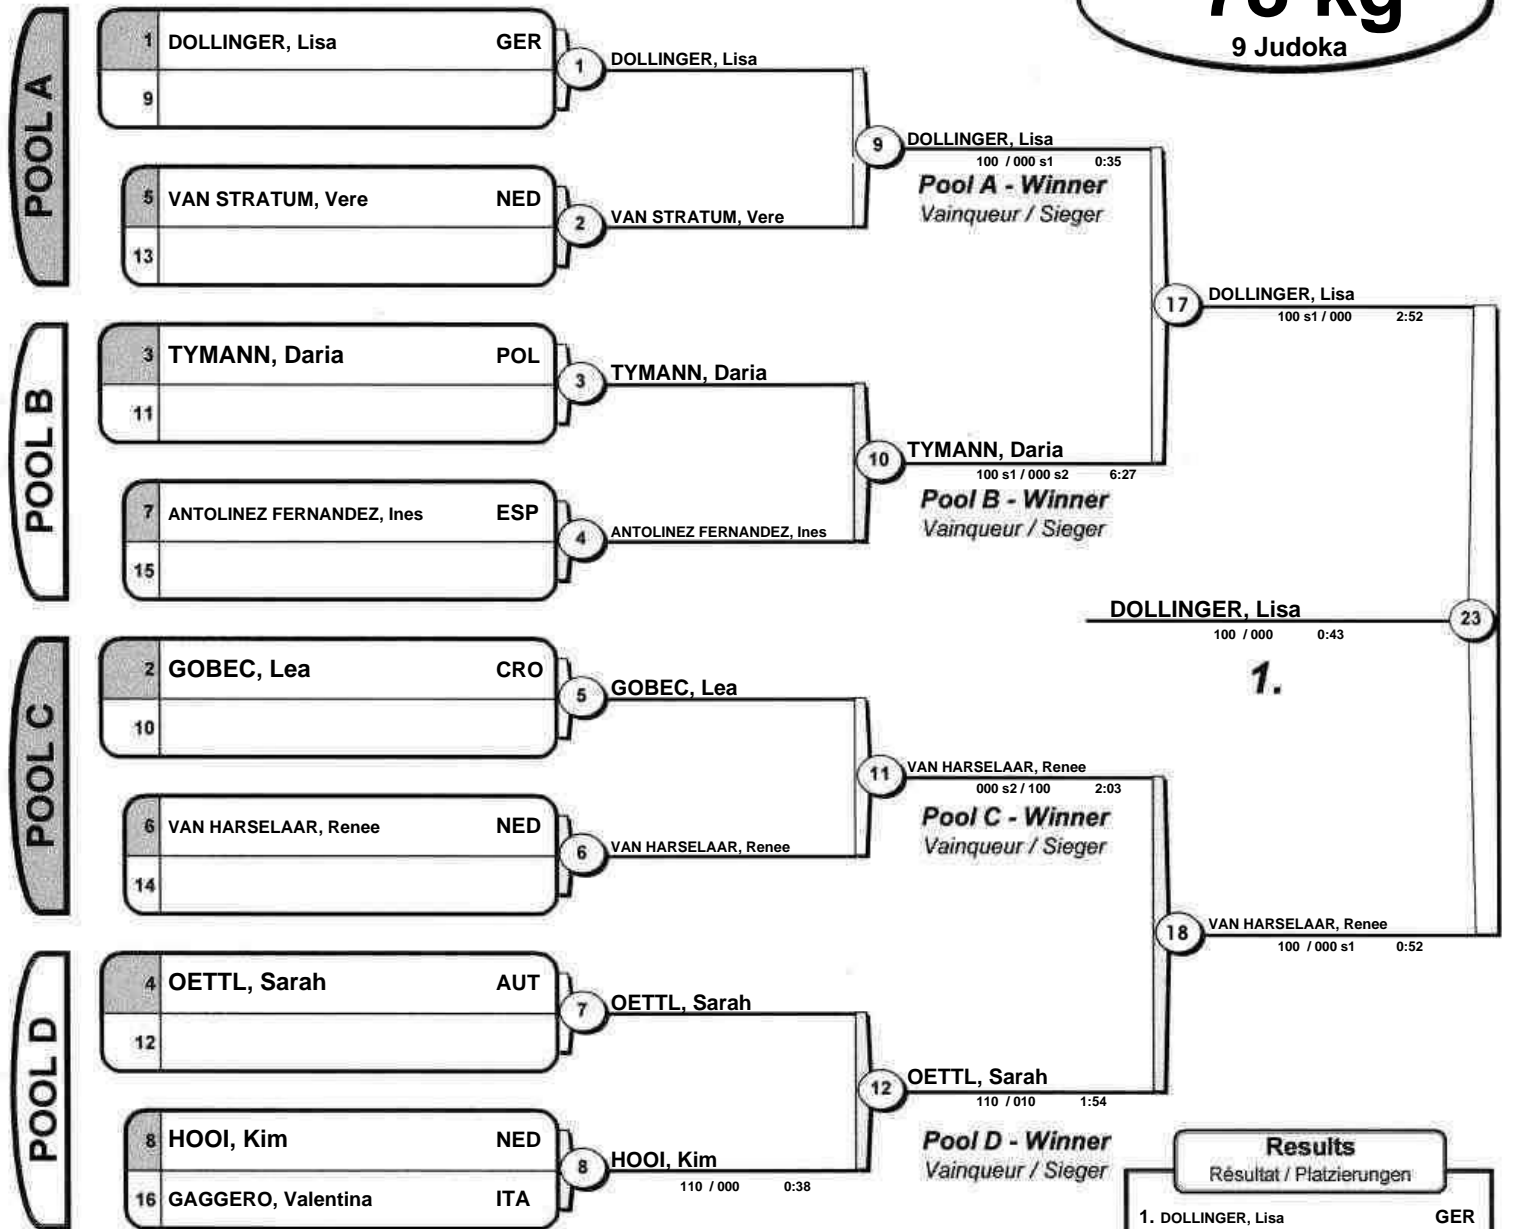 9 Judoka
POOL A
1 DOLLINGER, Lisa GER
9
5 VAN STRATUM, Vere NED
13
1 DOLLINGER, Lisa
2 VAN STRATUM, Vere
9 DOLLINGER, Lisa
100 / 000 s1 0:35
Pool A - Winner
Vainqueur / Sieger
POOL B
3 TYMANN, Daria POL
11
7 ANTOLINEZ FERNANDEZ, Ines ESP
15
3 TYMANN, Daria
4 ANTOLINEZ FERNANDEZ, Ines
10 TYMANN, Daria
100 s1 / 000 s2 6:27
Pool B - Winner
Vainqueur / Sieger
17 DOLLINGER, Lisa
100 s1 / 000 2:52
DOLLINGER, Lisa 23
100 / 000 0:43
1.
POOL C
2 GOBEC, Lea CRO
10
6 VAN HARSELAAR, Renee NED
14
5 GOBEC, Lea
6 VAN HARSELAAR, Renee
11 VAN HARSELAAR, Renee
000 s2 / 100 2:03
Pool C - Winner
Vainqueur / Sieger
18 VAN HARSELAAR, Renee
100 / 000 s1 0:52
POOL D
4 OETTL, Sarah AUT
12
8 HOOI, Kim NED
16 GAGGERO, Valentina ITA
7 OETTL, Sarah
8 HOOI, Kim
110 / 000 0:38
12 OETTL, Sarah
110 / 010 1:54
Pool D - Winner
Vainqueur / Sieger
Results
Résultat / Platzierungen
1. DOLLINGER, Lisa GER